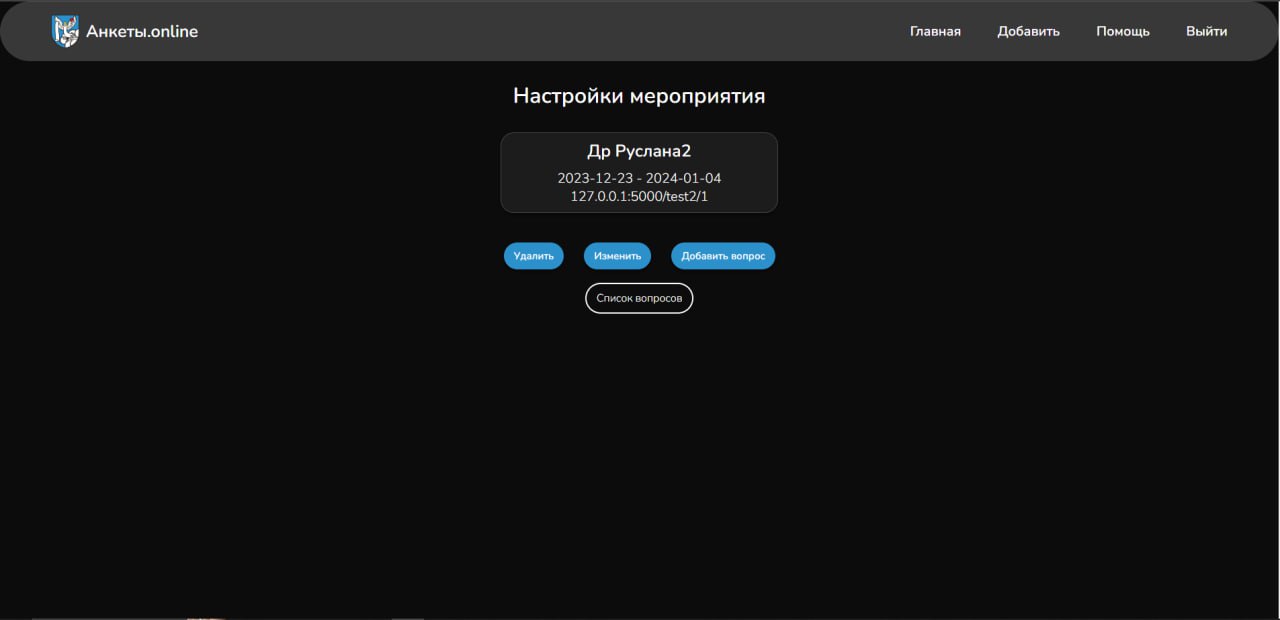 Анкеты.online
Главная Добавить Помощь Выйти
Настройки мероприятия
Др Руслана2
2023-12-23 - 2024-01-04
127.0.0.1:5000/test2/1
Удалить Изменить Добавить вопрос
Список вопросов